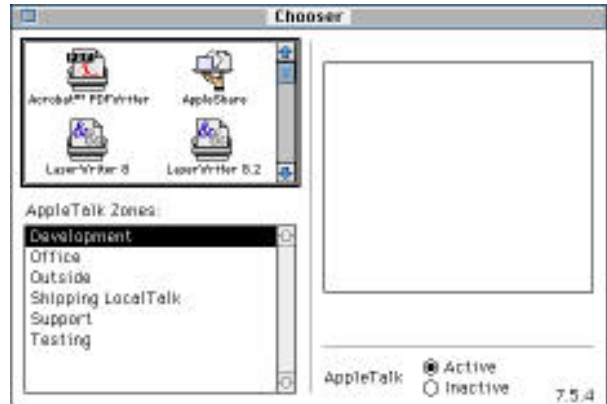 Chooser
Acrobat™ PDFWriter
AppleShare
LaserWriter 8
LaserWriter 8.2
AppleTalk Zones:
Development
Office
Outside
Shipping LocalTalk
Support
Testing
AppleTalk
Active
Inactive
7.5.4